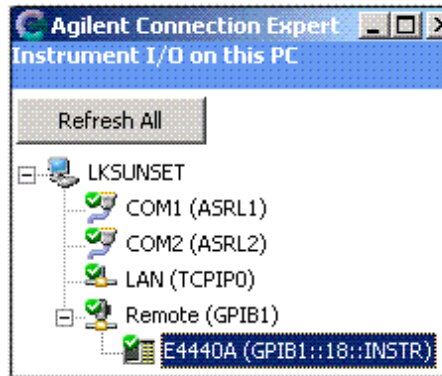 Agilent Connection Expert
Instrument I/O on this PC
Refresh All
LKSUNSET
COM1 (ASRL1)
COM2 (ASRL2)
LAN (TCPIP0)
Remote (GPIB1)
E4440A (GPIB1::18::INSTR)